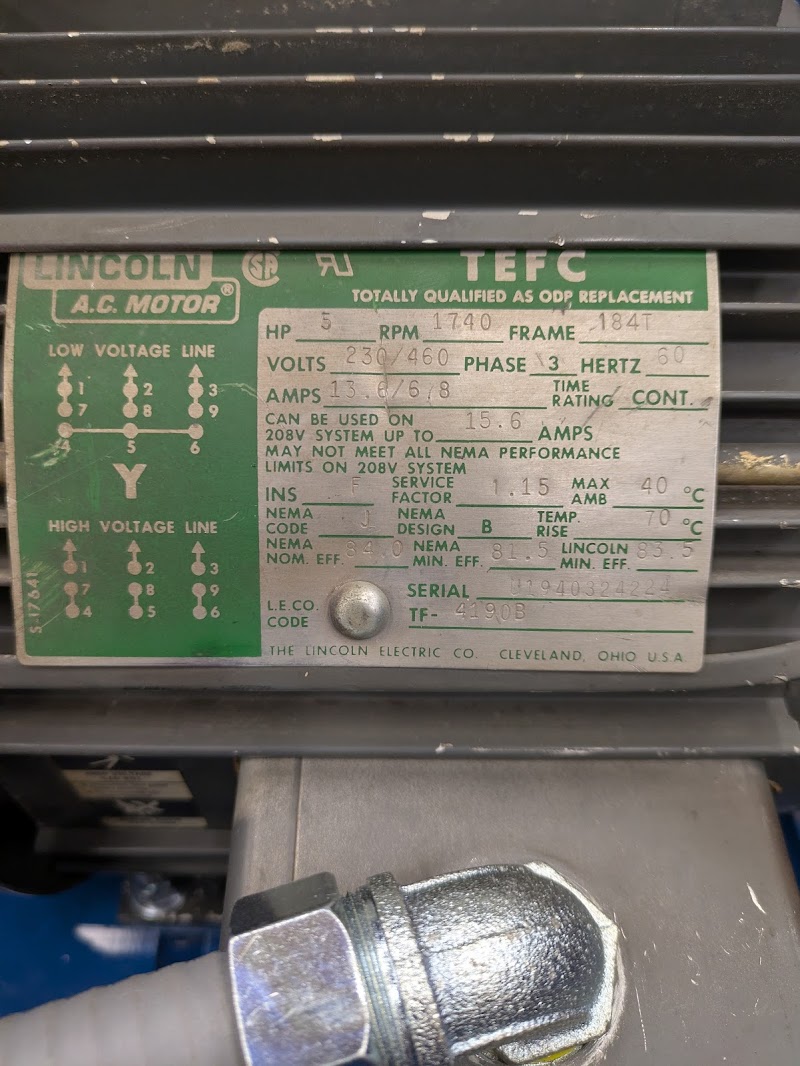 LINCOLN
A.C. MOTOR®
TEFC
TOTALLY QUALIFIED AS ODP REPLACEMENT
LOW VOLTAGE LINE
1 2 3
7 8 9
4 5 6
Y
HIGH VOLTAGE LINE
1 2 3
7 8 9
4 5 6
S-17641
HP 5 RPM 1740 FRAME 184T
VOLTS 230/460 PHASE 3 HERTZ 60
AMPS 13.6/6.8 TIME RATING CONT.
CAN BE USED ON
208V SYSTEM UP TO 15.6 AMPS
MAY NOT MEET ALL NEMA PERFORMANCE
LIMITS ON 208V SYSTEM
INS F SERVICE FACTOR 1.15 MAX AMB 40 °C
NEMA CODE J NEMA DESIGN B TEMP. RISE 70 °C
NEMA NOM. EFF. 84.0 NEMA MIN. EFF. 81.5 LINCOLN MIN. EFF. 83.5
SERIAL U1940324224
L.E.CO. CODE TF- 4190B
THE LINCOLN ELECTRIC CO. CLEVELAND, OHIO U.S.A.